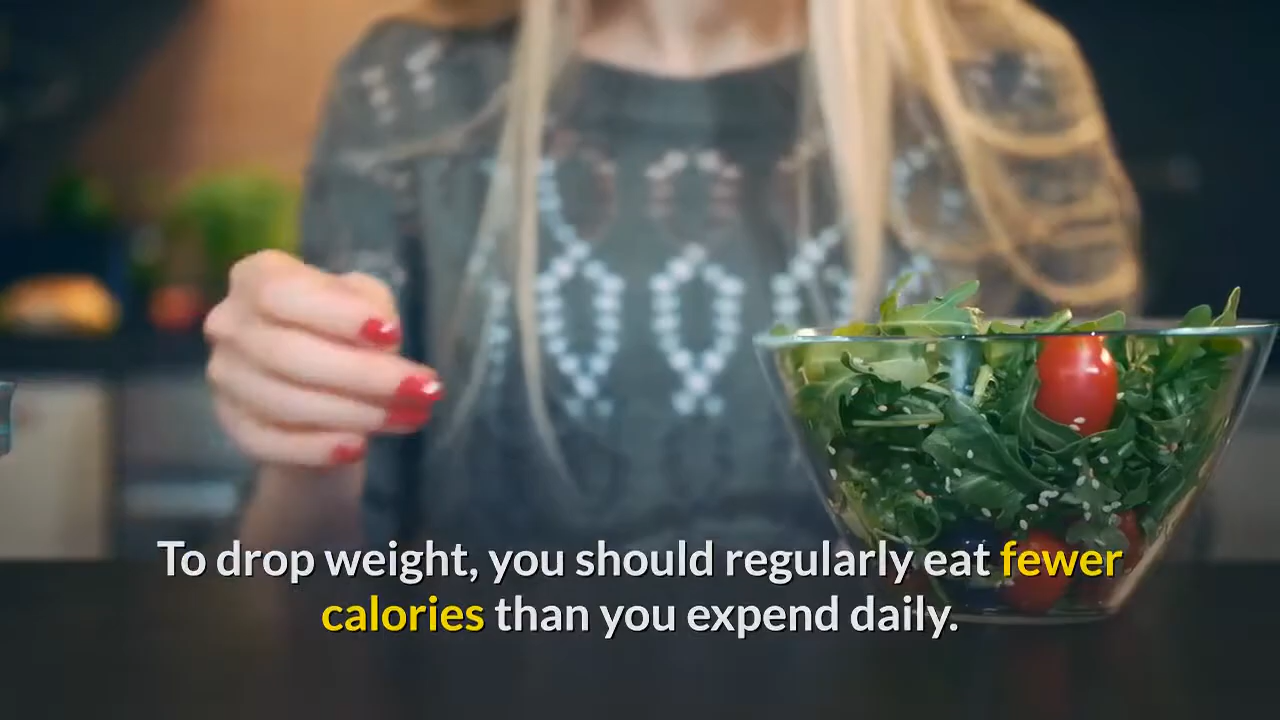 To drop weight, you should regularly eat fewer
calories than you expend daily.